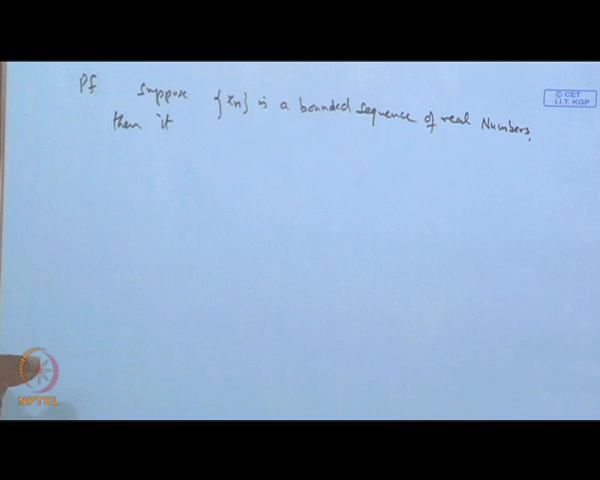 Pf suppose {xn} is a bounded sequence of real Numbers,
then it
© CET
I.I.T. KGP
NPTEL